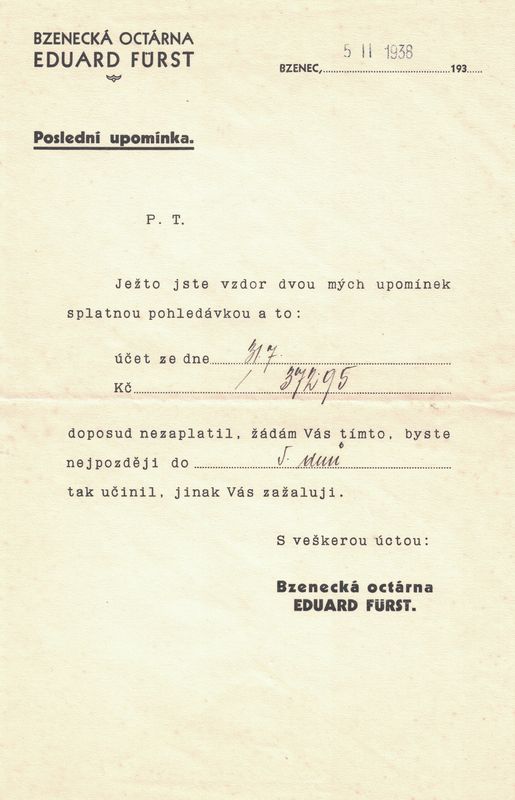 BZENECKÁ OCTÁRNA
EDUARD FÜRST
BZENEC, 5 II 1938 193
Poslední upomínka.
P. T.
Ježto jste vzdor dvou mých upomínek
splatnou pohledávkou a to:
účet ze dne 31 7.
Kč 372.95
doposud nezaplatil, žádám Vás tímto, byste
nejpozději do 5. dnů
tak učinil, jinak Vás zažaluji.
S veškerou úctou:
Bzenecká octárna
EDUARD FÜRST.